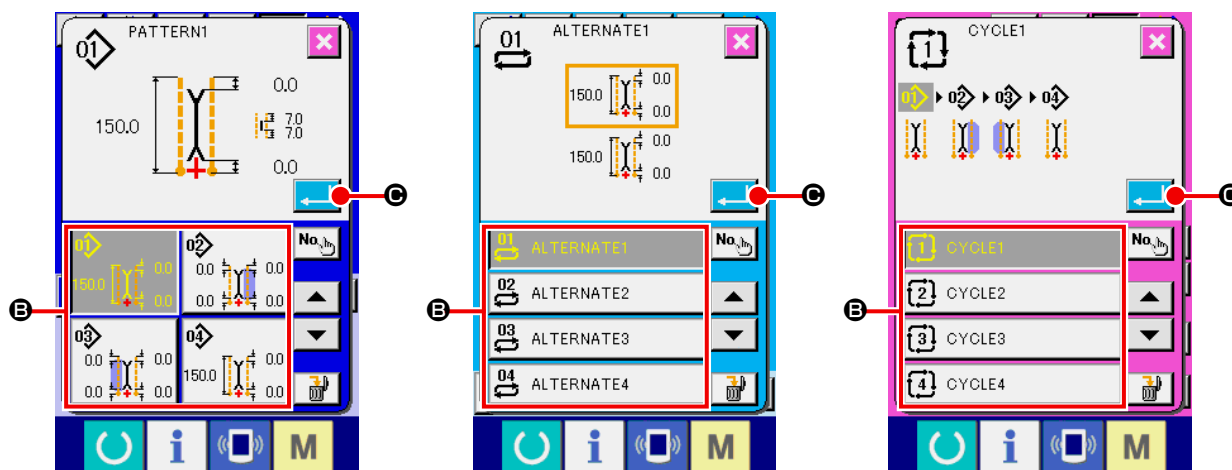 01
PATTERN1
0.0
150.0
7.0
7.0
0.0
C
01
0.0
150.0
0.0
02
0.0 0.0
0.0 0.0
No.
B
03
0.0 0.0
0.0 0.0
04
0.0
150.0
0.0
i
M
01
ALTERNATE1
150.0
0.0
0.0
150.0
0.0
0.0
C
01 ALTERNATE1
No.
02 ALTERNATE2
B
03 ALTERNATE3
04 ALTERNATE4
i
M
1
CYCLE1
01 02 03 04
C
1 CYCLE1
No.
2 CYCLE2
B
3 CYCLE3
4 CYCLE4
i
M